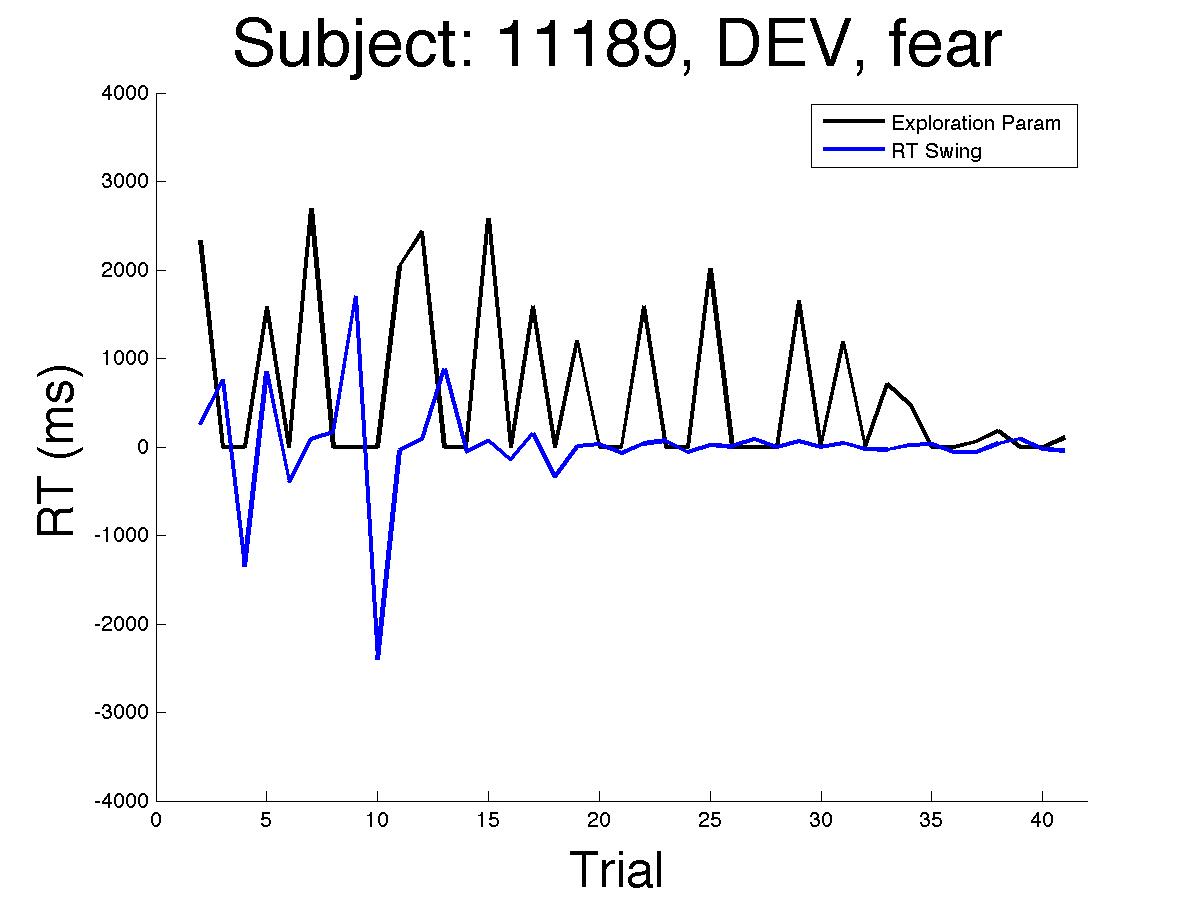 Subject: 11189, DEV, fear
Exploration Param
RT Swing
RT (ms)
4000
3000
2000
1000
0
-1000
-2000
-3000
-4000
0 5 10 15 20 25 30 35 40
Trial